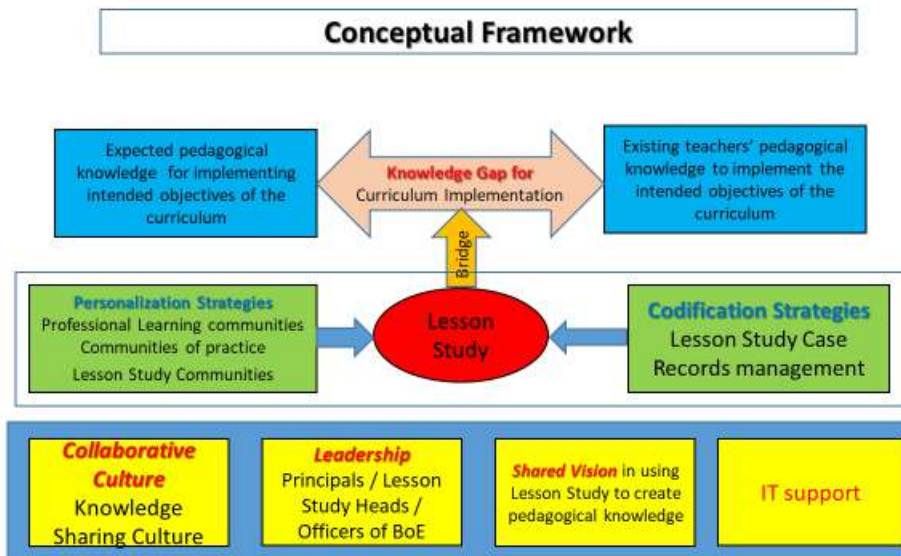 Conceptual Framework
Expected pedagogical
knowledge for implementing
intended objectives of the
curriculum
Knowledge Gap for
Curriculum Implementation
Existing teachers' pedagogical
knowledge to implement the
intended objectives of the
curriculum
Bridge
Personalization Strategies
Professional Learning communities
Communities of practice
Lesson Study Communities
Lesson
Study
Codification Strategies
Lesson Study Case
Records management
Collaborative
Culture
Knowledge
Sharing Culture
Leadership
Principals / Lesson
Study Heads /
Officers of BoE
Shared Vision in using
Lesson Study to create
pedagogical knowledge
IT support